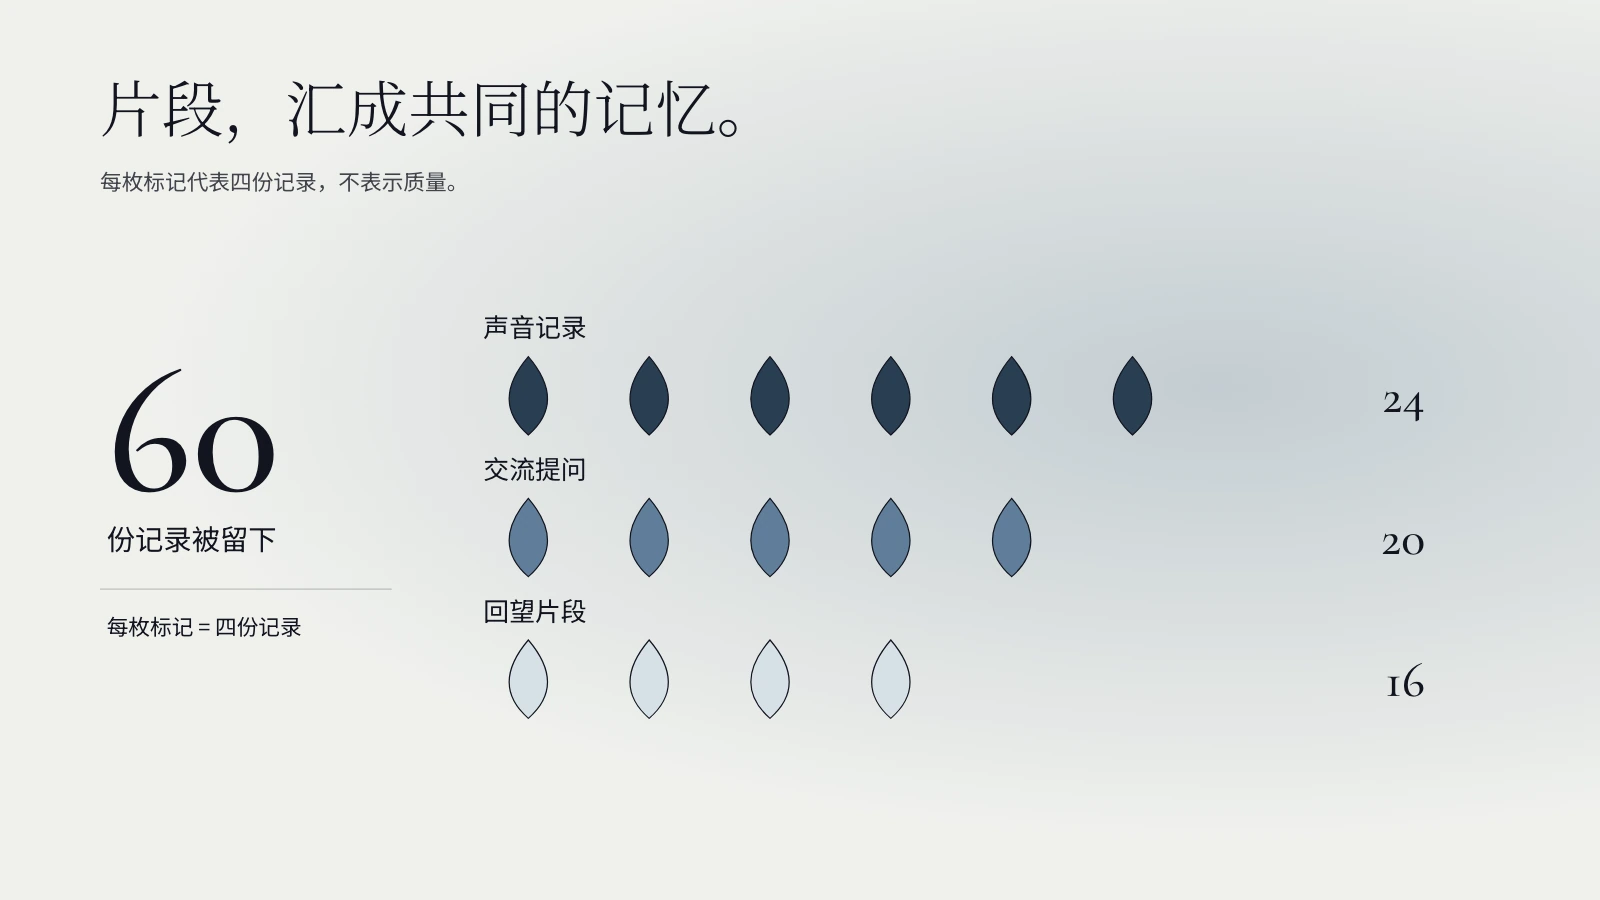 片段，汇成共同的记忆。
每枚标记代表四份记录，不表示质量。
60
份记录被留下
每枚标记 = 四份记录
声音记录
24
交流提问
20
回望片段
16